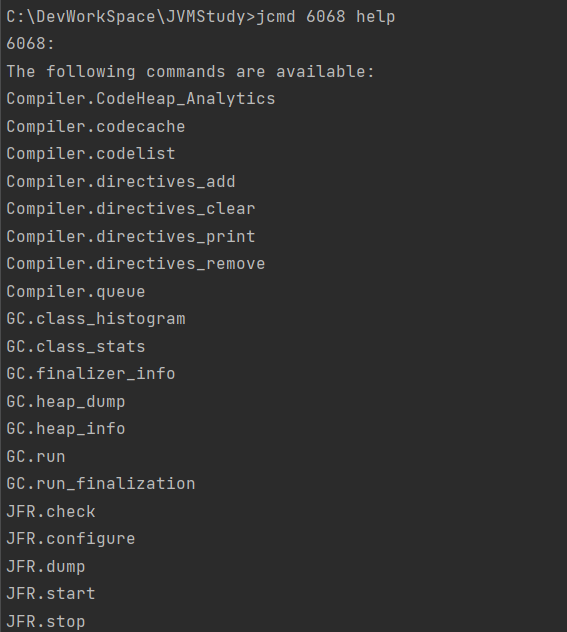 C:\DevWorkSpace\JVMStudy>jcmd 6068 help
6068:
The following commands are available:
Compiler.CodeHeap_Analytics
Compiler.codecache
Compiler.codelist
Compiler.directives_add
Compiler.directives_clear
Compiler.directives_print
Compiler.directives_remove
Compiler.queue
GC.class_histogram
GC.class_stats
GC.finalizer_info
GC.heap_dump
GC.heap_info
GC.run
GC.run_finalization
JFR.check
JFR.configure
JFR.dump
JFR.start
JFR.stop